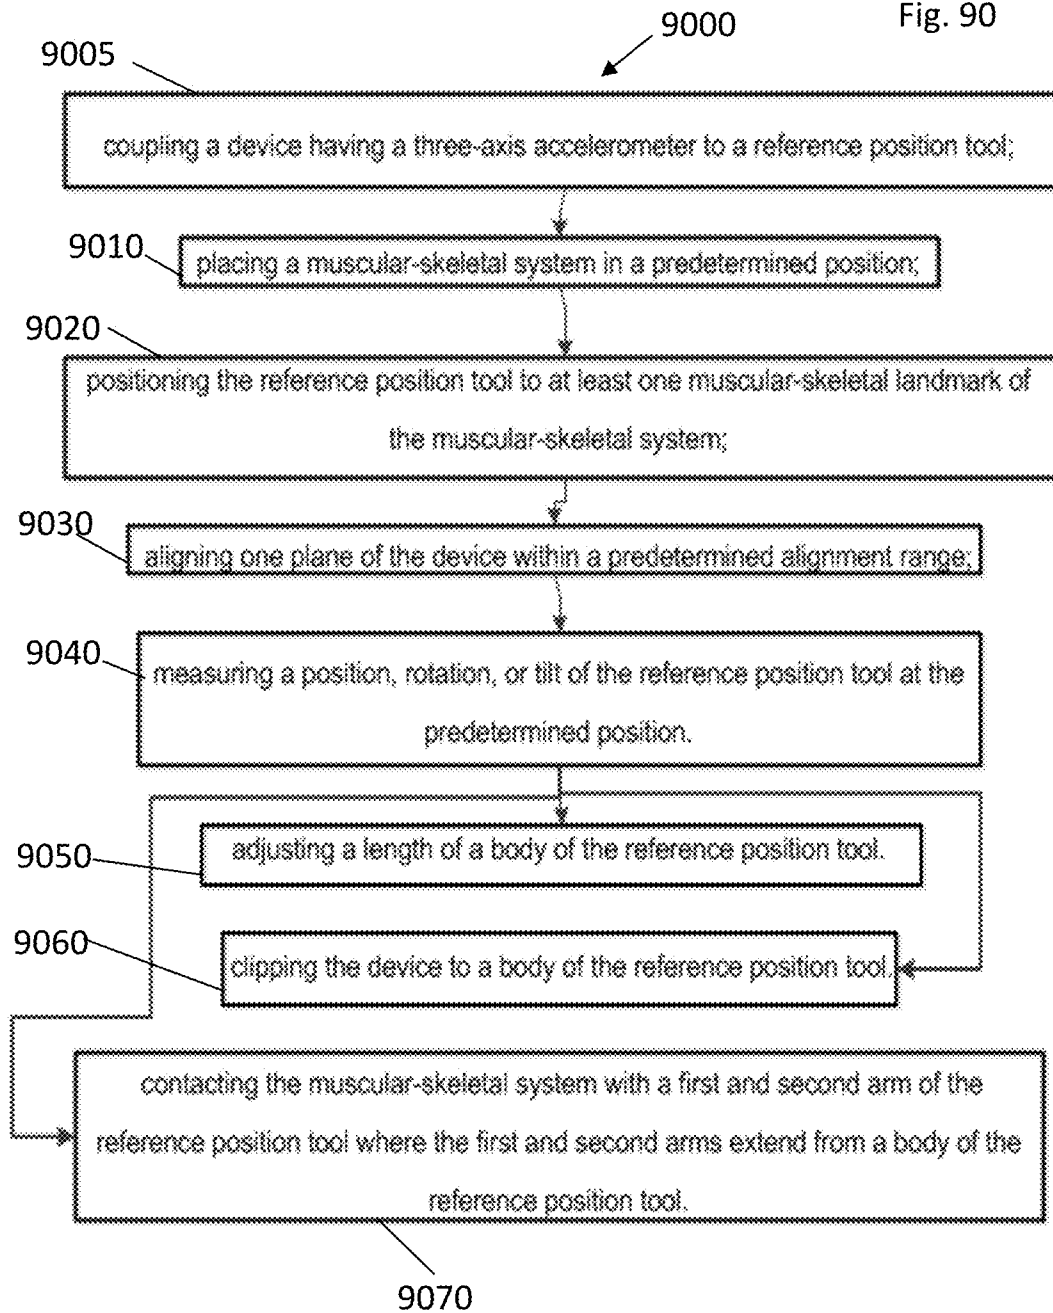 Fig. 90
9000
9005
coupling a device having a three-axis accelerometer to a reference position tool;
9010
placing a muscular-skeletal system in a predetermined position;
9020
positioning the reference position tool to at least one muscular-skeletal landmark of
the muscular-skeletal system;
9030
aligning one plane of the device within a predetermined alignment range;
9040
measuring a position, rotation, or tilt of the reference position tool at the
predetermined position.
9050
adjusting a length of a body of the reference position tool.
9060
clipping the device to a body of the reference position tool.
contacting the muscular-skeletal system with a first and second arm of the
reference position tool where the first and second arms extend from a body of the
reference position tool.
9070